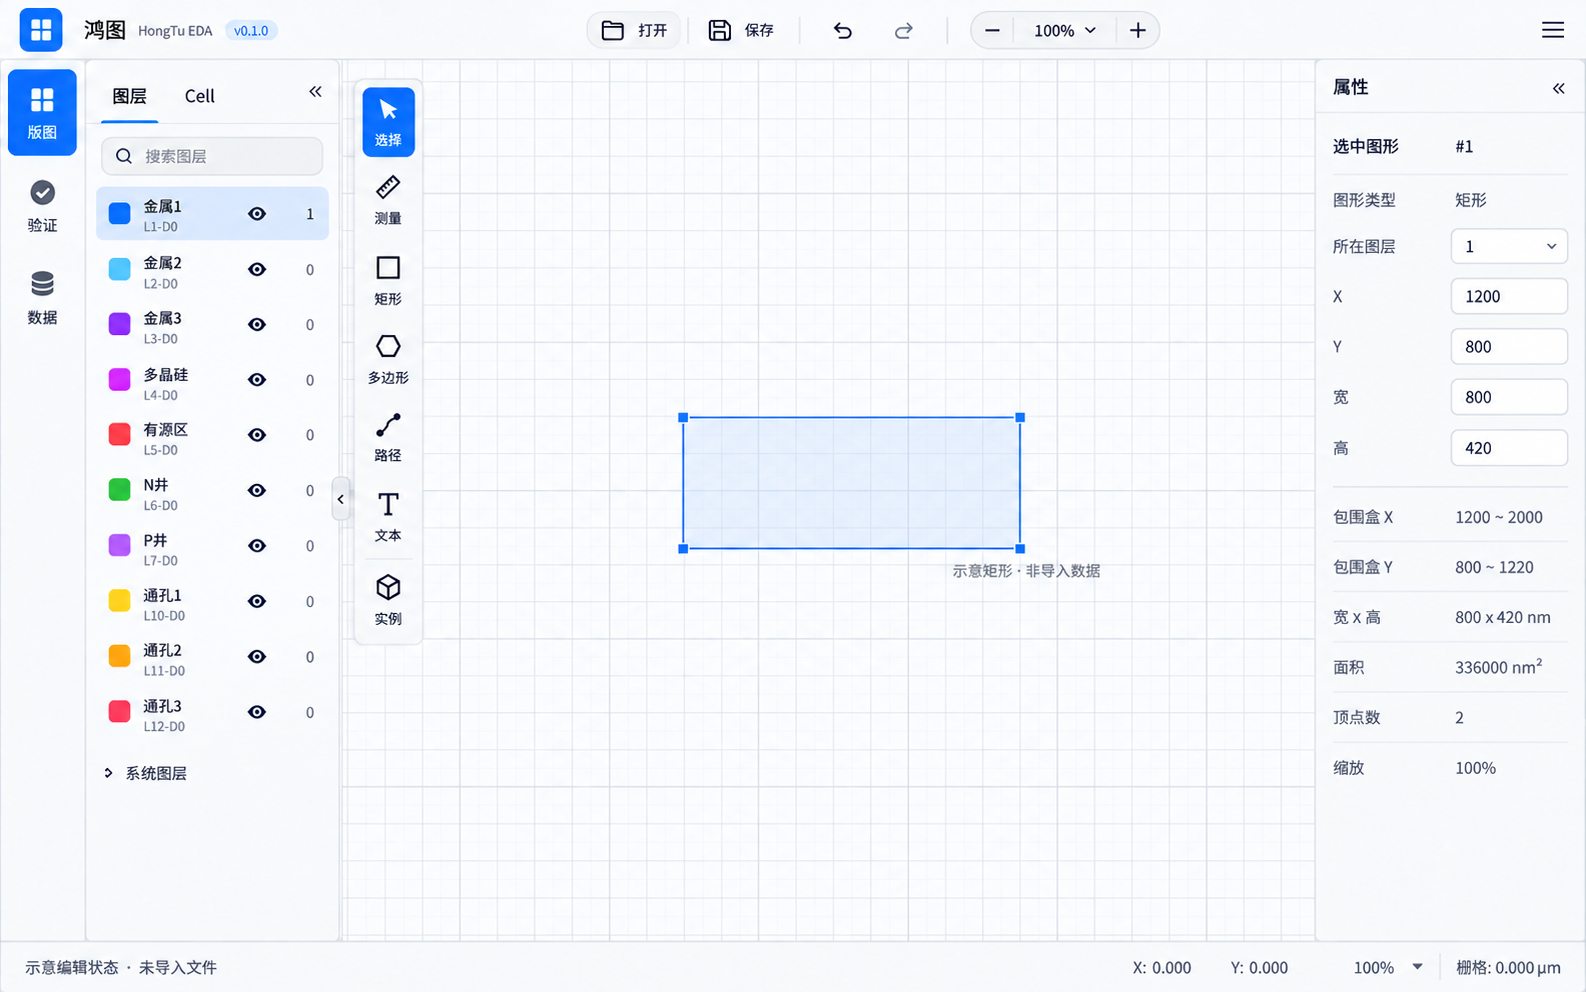 鸿图 HongTu EDA v0.1.0
打开
保存
100%
版图
验证
数据
图层 Cell
搜索图层
金属1 1
L1-D0
金属2 0
L2-D0
金属3 0
L3-D0
多晶硅 0
L4-D0
有源区 0
L5-D0
N井 0
L6-D0
P井 0
L7-D0
通孔1 0
L10-D0
通孔2 0
L11-D0
通孔3 0
L12-D0
系统图层
选择
测量
矩形
多边形
路径
文本
实例
示意矩形 · 非导入数据
属性
选中图形 #1
图形类型 矩形
所在图层 1
X 1200
Y 800
宽 800
高 420
包围盒 X 1200 ~ 2000
包围盒 Y 800 ~ 1220
宽 x 高 800 x 420 nm
面积 336000 nm²
顶点数 2
缩放 100%
示意编辑状态 · 未导入文件
X: 0.000 Y: 0.000 100% 栅格: 0.000 μm